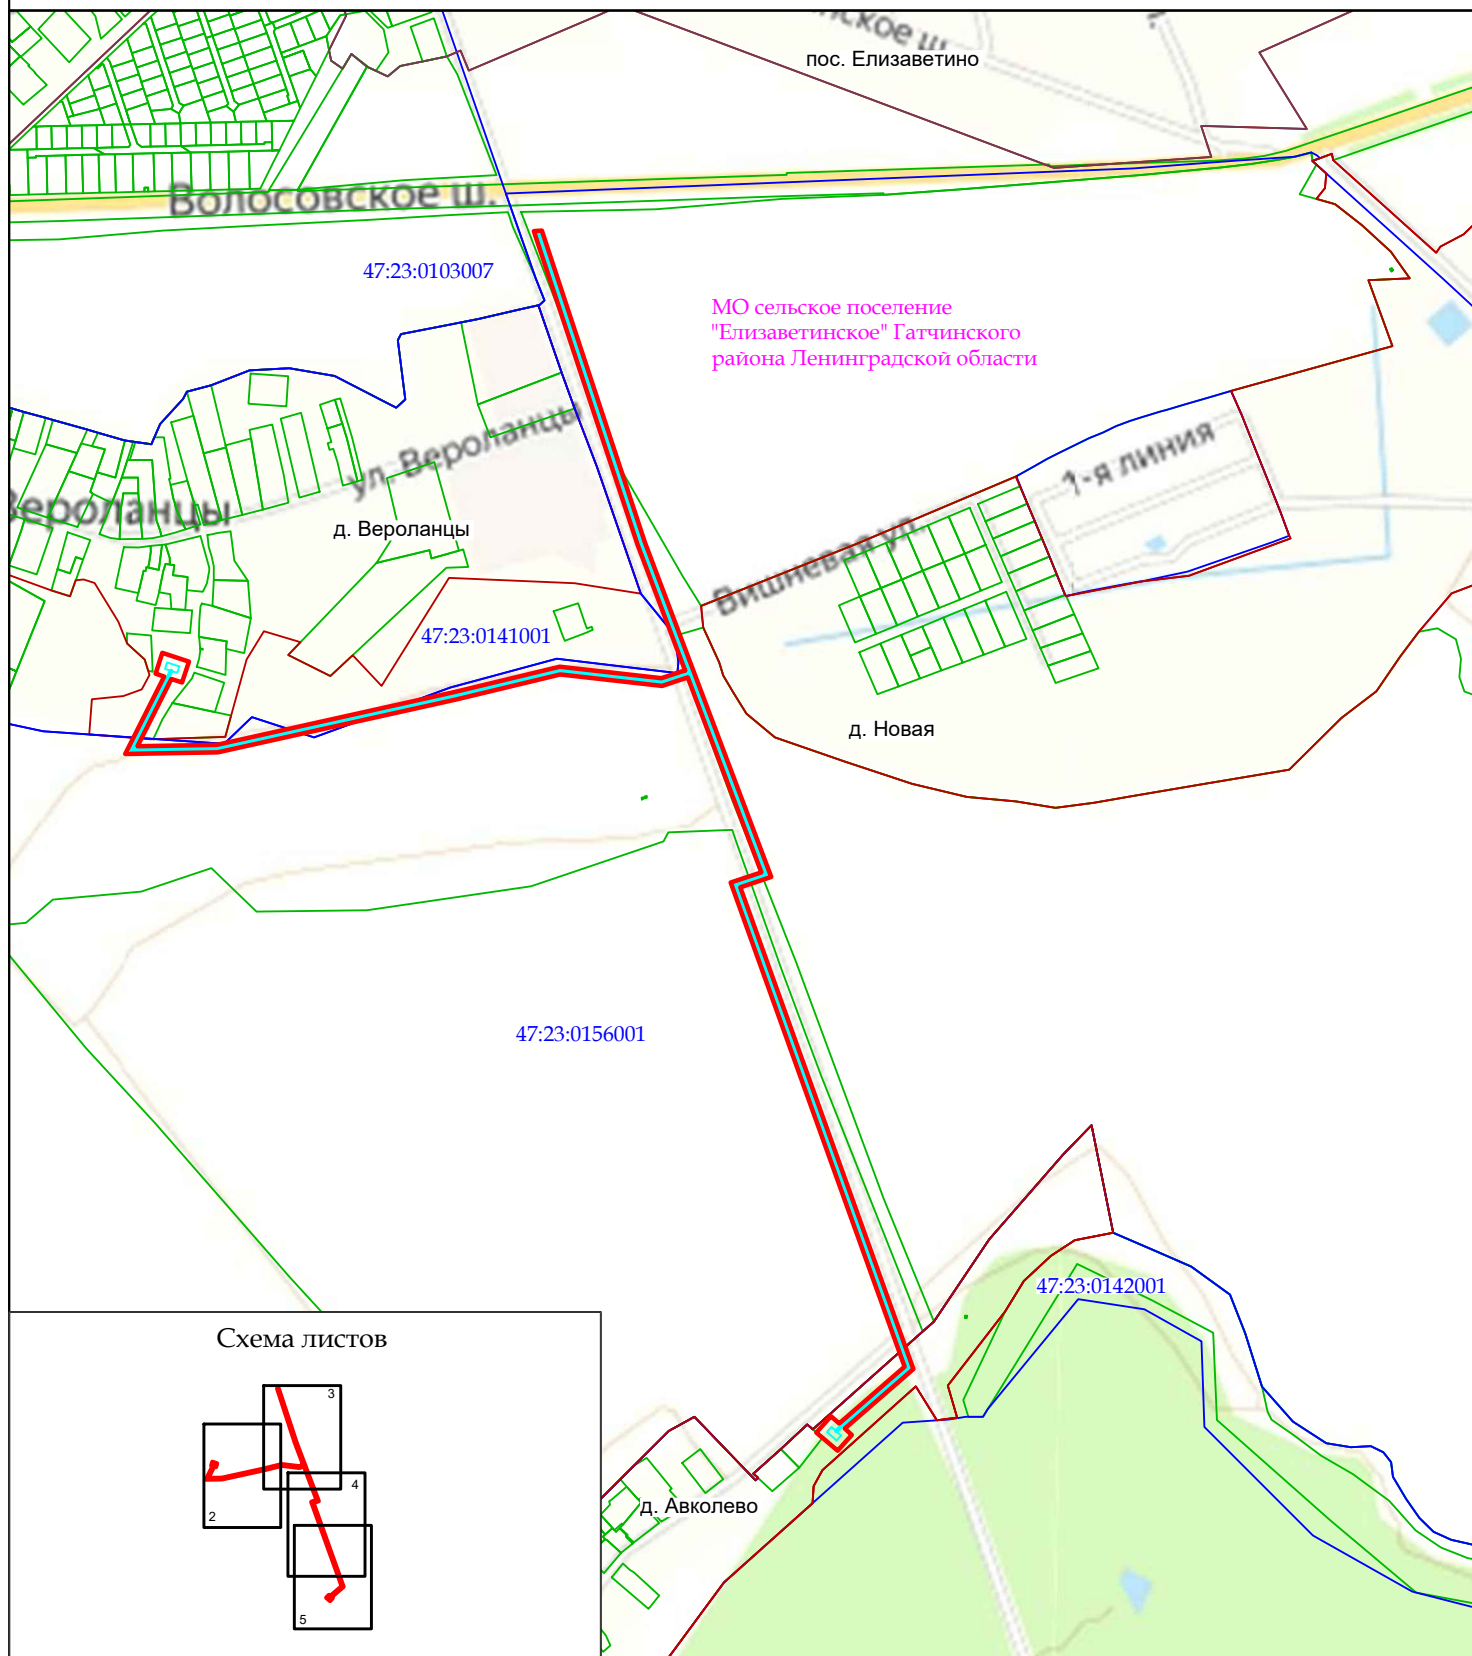 пос. Елизаветино
Волосовское ш.
47:23:0103007
МО сельское поселение
"Елизаветинское" Гатчинского
района Ленинградской области
ул. Вероланцы
1-я линия
Вероланцы
д. Вероланцы
Вишневая ул.
47:23:0141001
д. Новая
47:23:0156001
47:23:0142001
Схема листов
3
4
2
5
д. Авколево